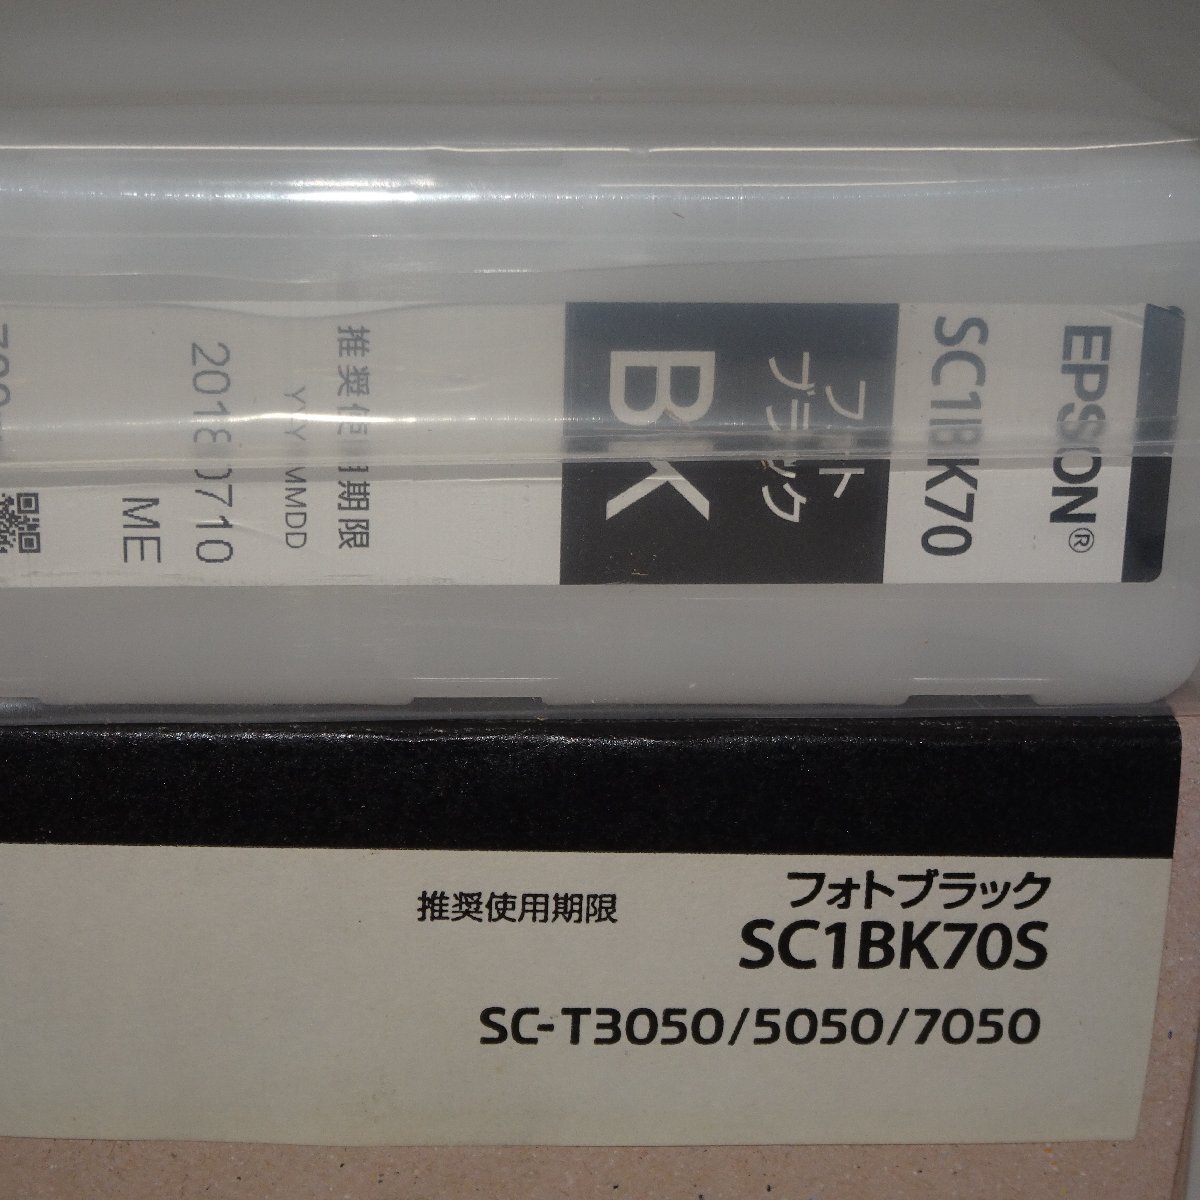 EPSON®
SC1BK70
フォト
ブラック
BK
推奨使用期限
YYYYMMDD
20180710
ME
フォトブラック
SC1BK70S
推奨使用期限
SC-T3050/5050/7050